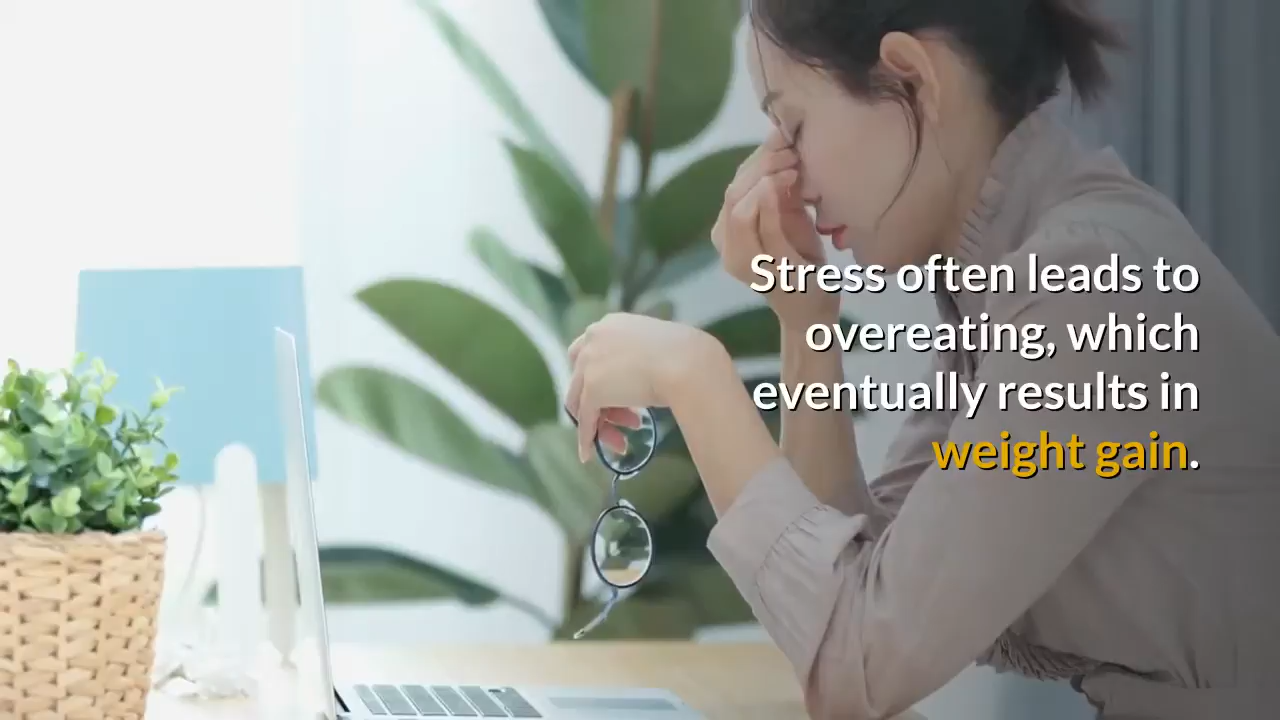 Stress often leads to
overeating, which
eventually results in
weight gain.